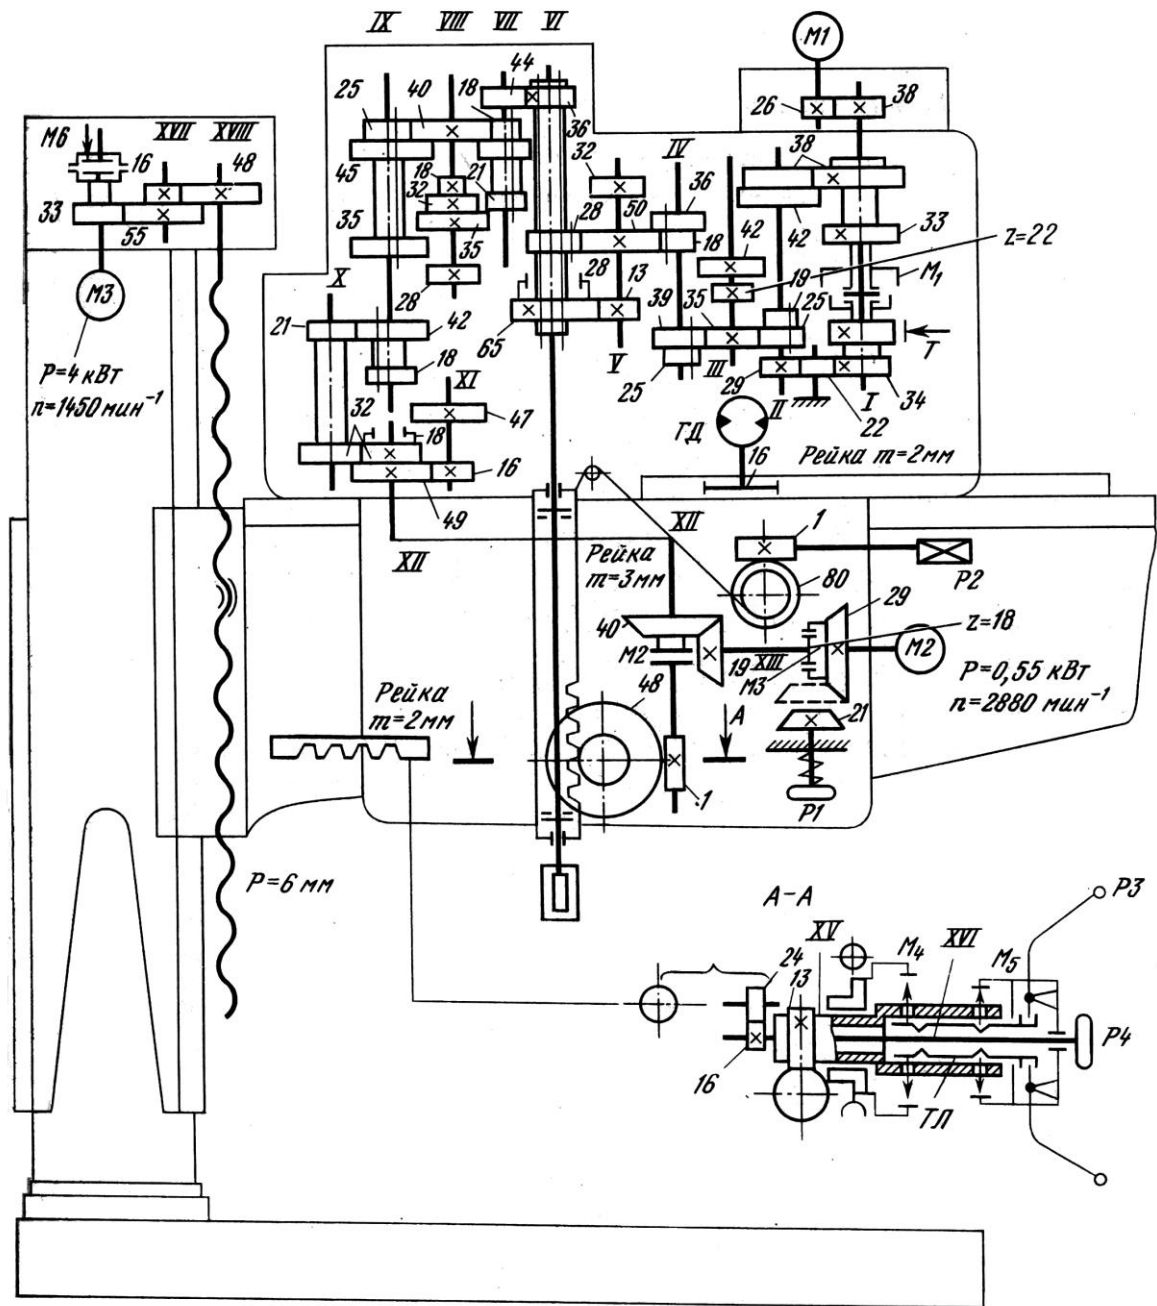 IX VIII VII VI
M1
44
25 40 18 26 38
36
M6 XVII XVIII
16 48
32 IV 38
45 18 21 36
32
33 55
35 35 28 50 18 42 42 33 z=22
19 M₁
28 28 13
X
M3
21 42 65 39 35 25 T
18 V 25 III 29 II I 34
P=4 кВт
n=1450 мин⁻¹
XI
47
32 18 ГД 22
16
16 Рейка m=2мм
49
XII
XII
Рейка
m=3мм
1
80 P2
29
40 z=18
M2 19 XIII M3 M2
P=0,55 кВт
n=2880 мин⁻¹
Рейка
m=2мм
48 A 21
1 P1
P=6 мм
A-A
P3
XV M₄ XVI M₅
24 13
P4
16
ТЛ